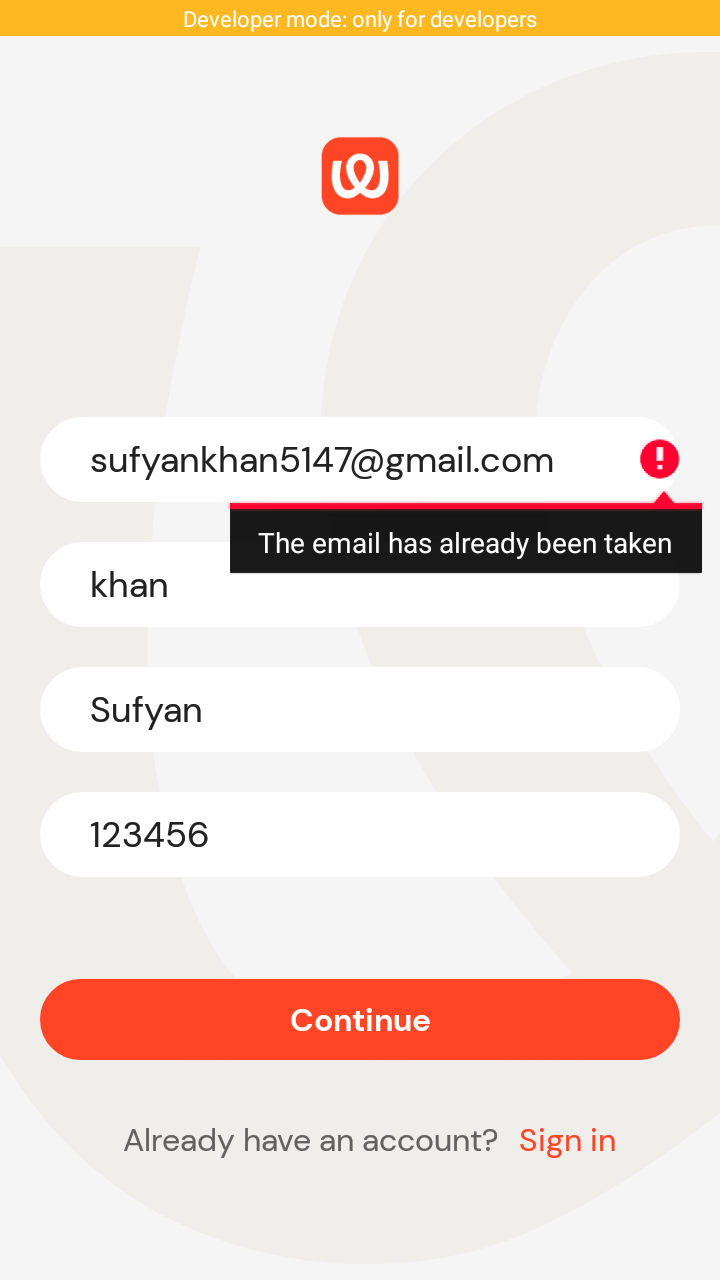 Developer mode: only for developers
sufyankhan5147@gmail.com
The email has already been taken
khan
Sufyan
123456
Continue
Already have an account? Sign in